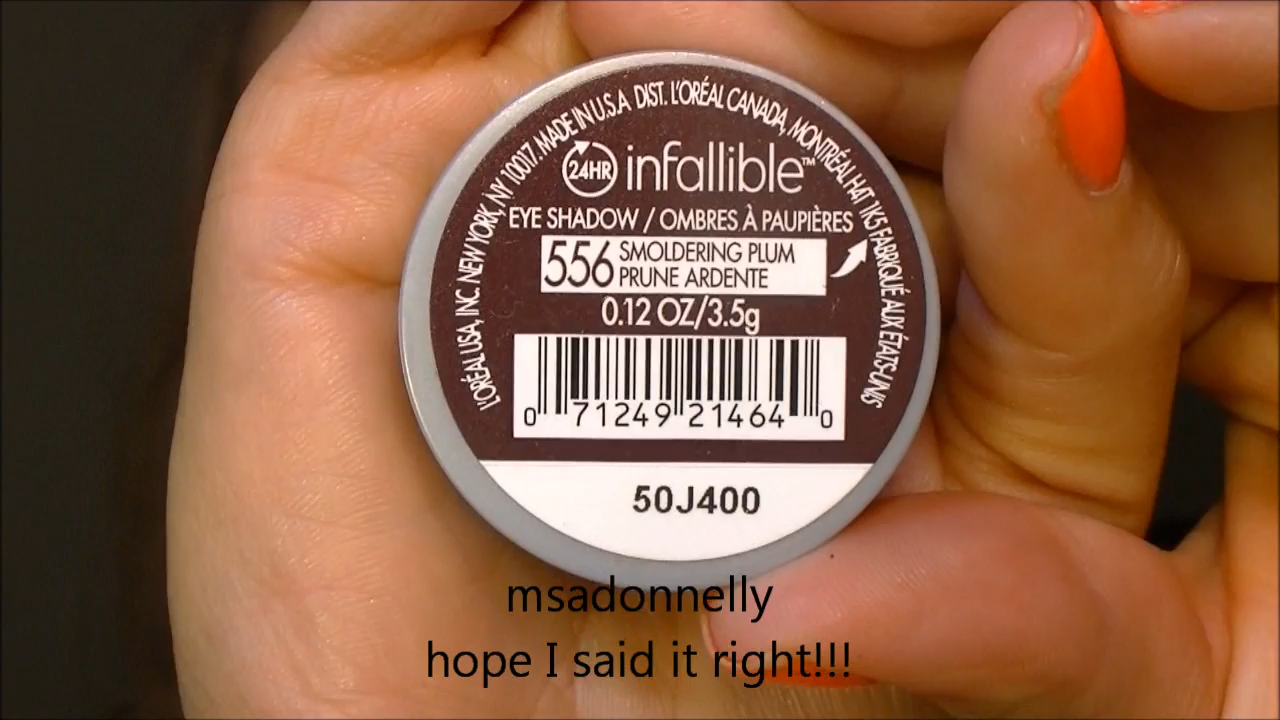 L'ORÉAL USA, INC. NEW YORK, NY 10017. MADE IN U.S.A DIST. L'ORÉAL CANADA, MONTRÉAL H4T 1K5 FABRIQUÉ AUX ÉTATS-UNIS
24HR infallible™
EYE SHADOW / OMBRES À PAUPIÈRES
556 SMOLDERING PLUM
PRUNE ARDENTE
0.12 OZ/3.5g
0 71249 21464 0
50J400
msadonnelly
hope I said it right!!!